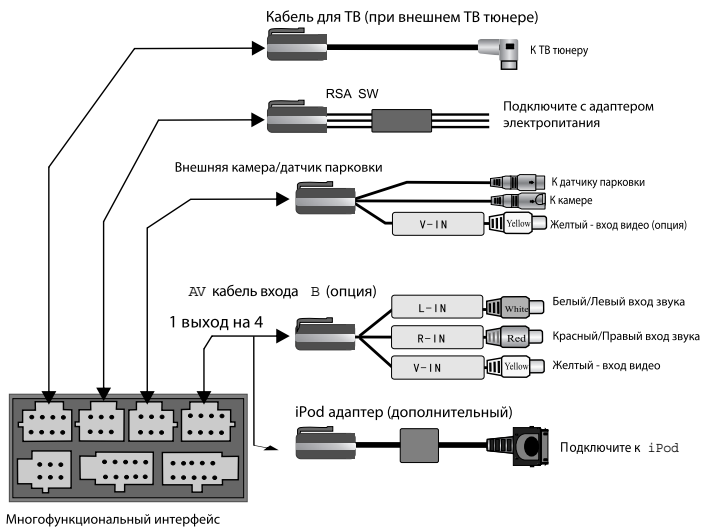 Кабель для ТВ (при внешнем ТВ тюнере)
К ТВ тюнеру
RSA SW
Подключите с адаптером
электропитания
Внешняя камера/датчик парковки
К датчику парковки
К камере
V-IN
Yellow
Желтый - вход видео (опция)
AV кабель входа B (опция)
1 выход на 4
L-IN
White
Белый/Левый вход звука
R-IN
Red
Красный/Правый вход звука
V-IN
Yellow
Желтый - вход видео
iPod адаптер (дополнительный)
Подключите к iPod
Многофункциональный интерфейс